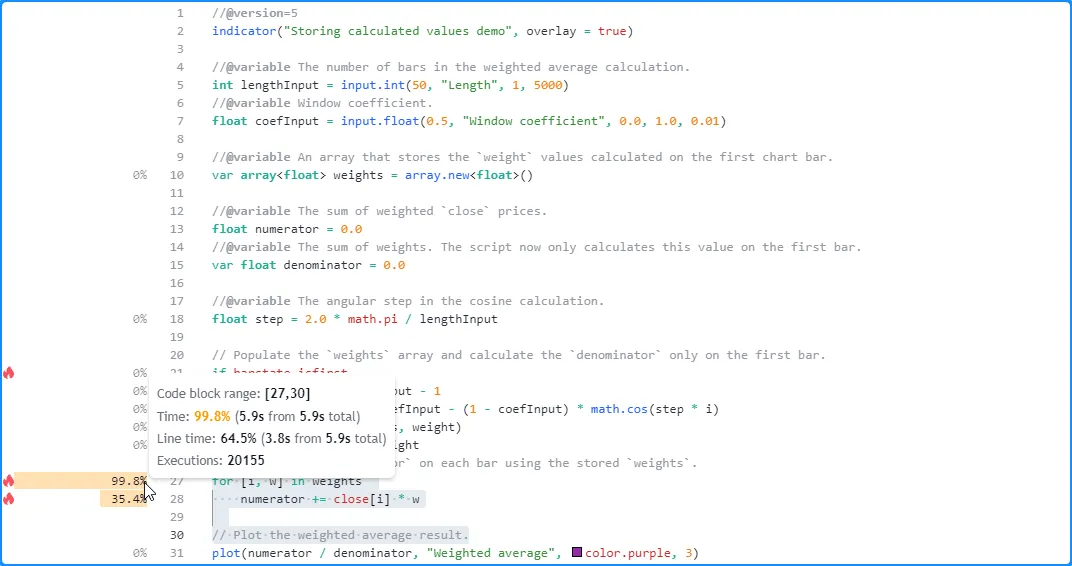 1 //@version=5
2 indicator("Storing calculated values demo", overlay = true)
3
4 //@variable The number of bars in the weighted average calculation.
5 int lengthInput = input.int(50, "Length", 1, 5000)
6 //@variable Window coefficient.
7 float coefInput = input.float(0.5, "Window coefficient", 0.0, 1.0, 0.01)
8
9 //@variable An array that stores the `weight` values calculated on the first chart bar.
0% 10 var array<float> weights = array.new<float>()
11
12 //@variable The sum of weighted `close` prices.
13 float numerator = 0.0
14 //@variable The sum of weights. The script now only calculates this value on the first bar.
15 var float denominator = 0.0
16
17 //@variable The angular step in the cosine calculation.
0% 18 float step = 2.0 * math.pi / lengthInput
19
20 // Populate the `weights` array and calculate the `denominator` only on the first bar.
0% 21 if barstate.isfirst
0% put - 1
0% efInput - (1 - coefInput) * math.cos(step * i)
0% s, weight)
0% ght
or` on each bar using the stored `weights`.
Code block range: [27,30]
Time: 99.8% (5.9s from 5.9s total)
Line time: 64.5% (3.8s from 5.9s total)
Executions: 20155
99.8% 27 for [i, w] in weights
35.4% 28 ····numerator += close[i] * w
29
30 //·Plot·the·weighted·average·result.
0% 31 plot(numerator / denominator, "Weighted average", color.purple, 3)